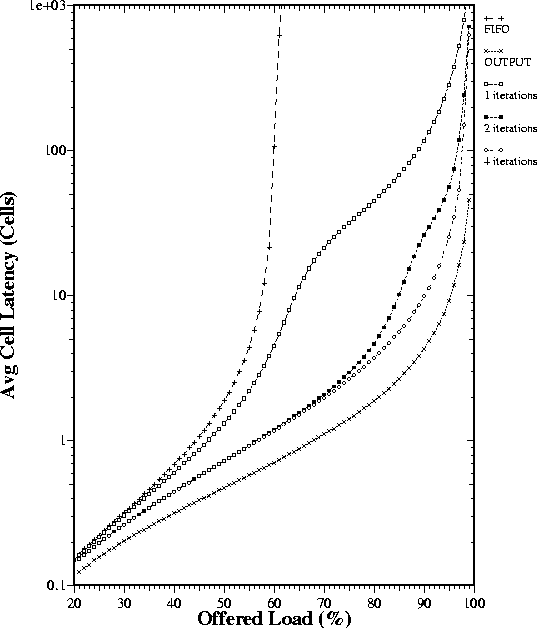 1e+03
100
10
1
0.1
20
30
40
50
60
70
80
90
100
Avg Cell Latency (Cells)
Offered Load (%)
FIFO
OUTPUT
1 iterations
2 iterations
4 iterations